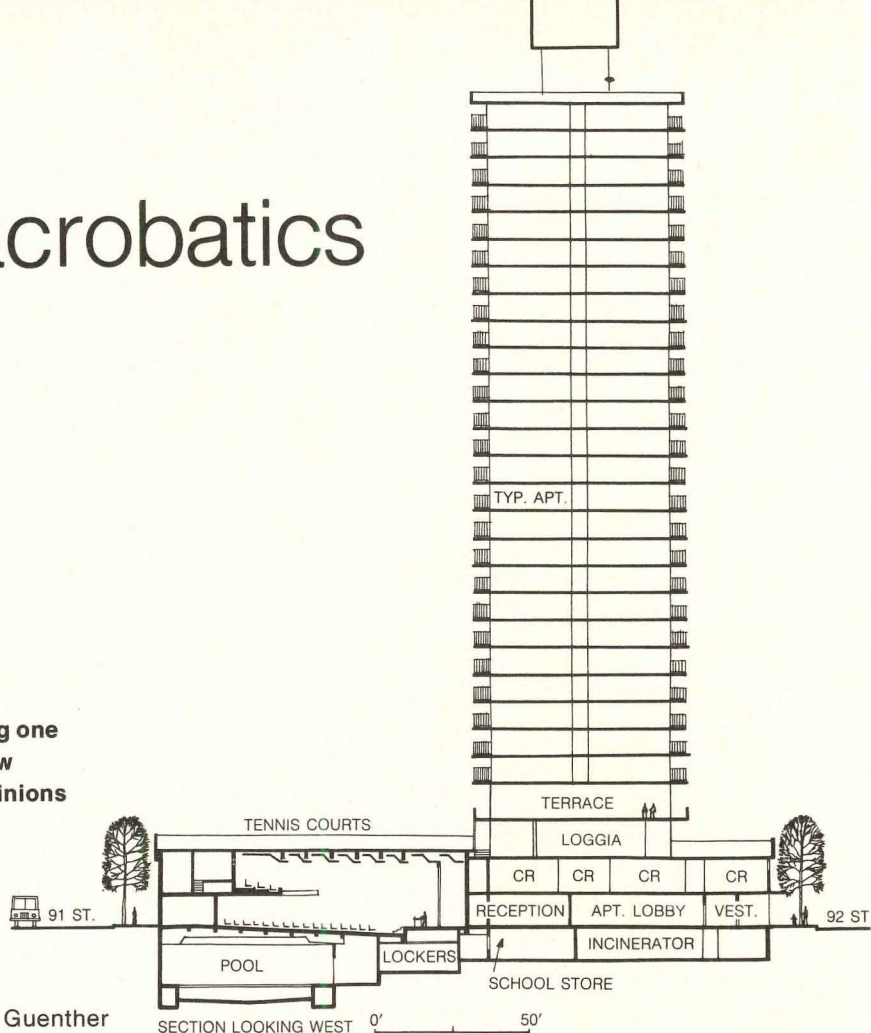 crobatics
TYP. APT.
g one
w
inions
TERRACE
TENNIS COURTS
LOGGIA
CR CR CR CR
91 ST.
RECEPTION APT. LOBBY VEST.
92 ST
POOL
LOCKERS
INCINERATOR
SCHOOL STORE
Guenther
SECTION LOOKING WEST 0' 50'